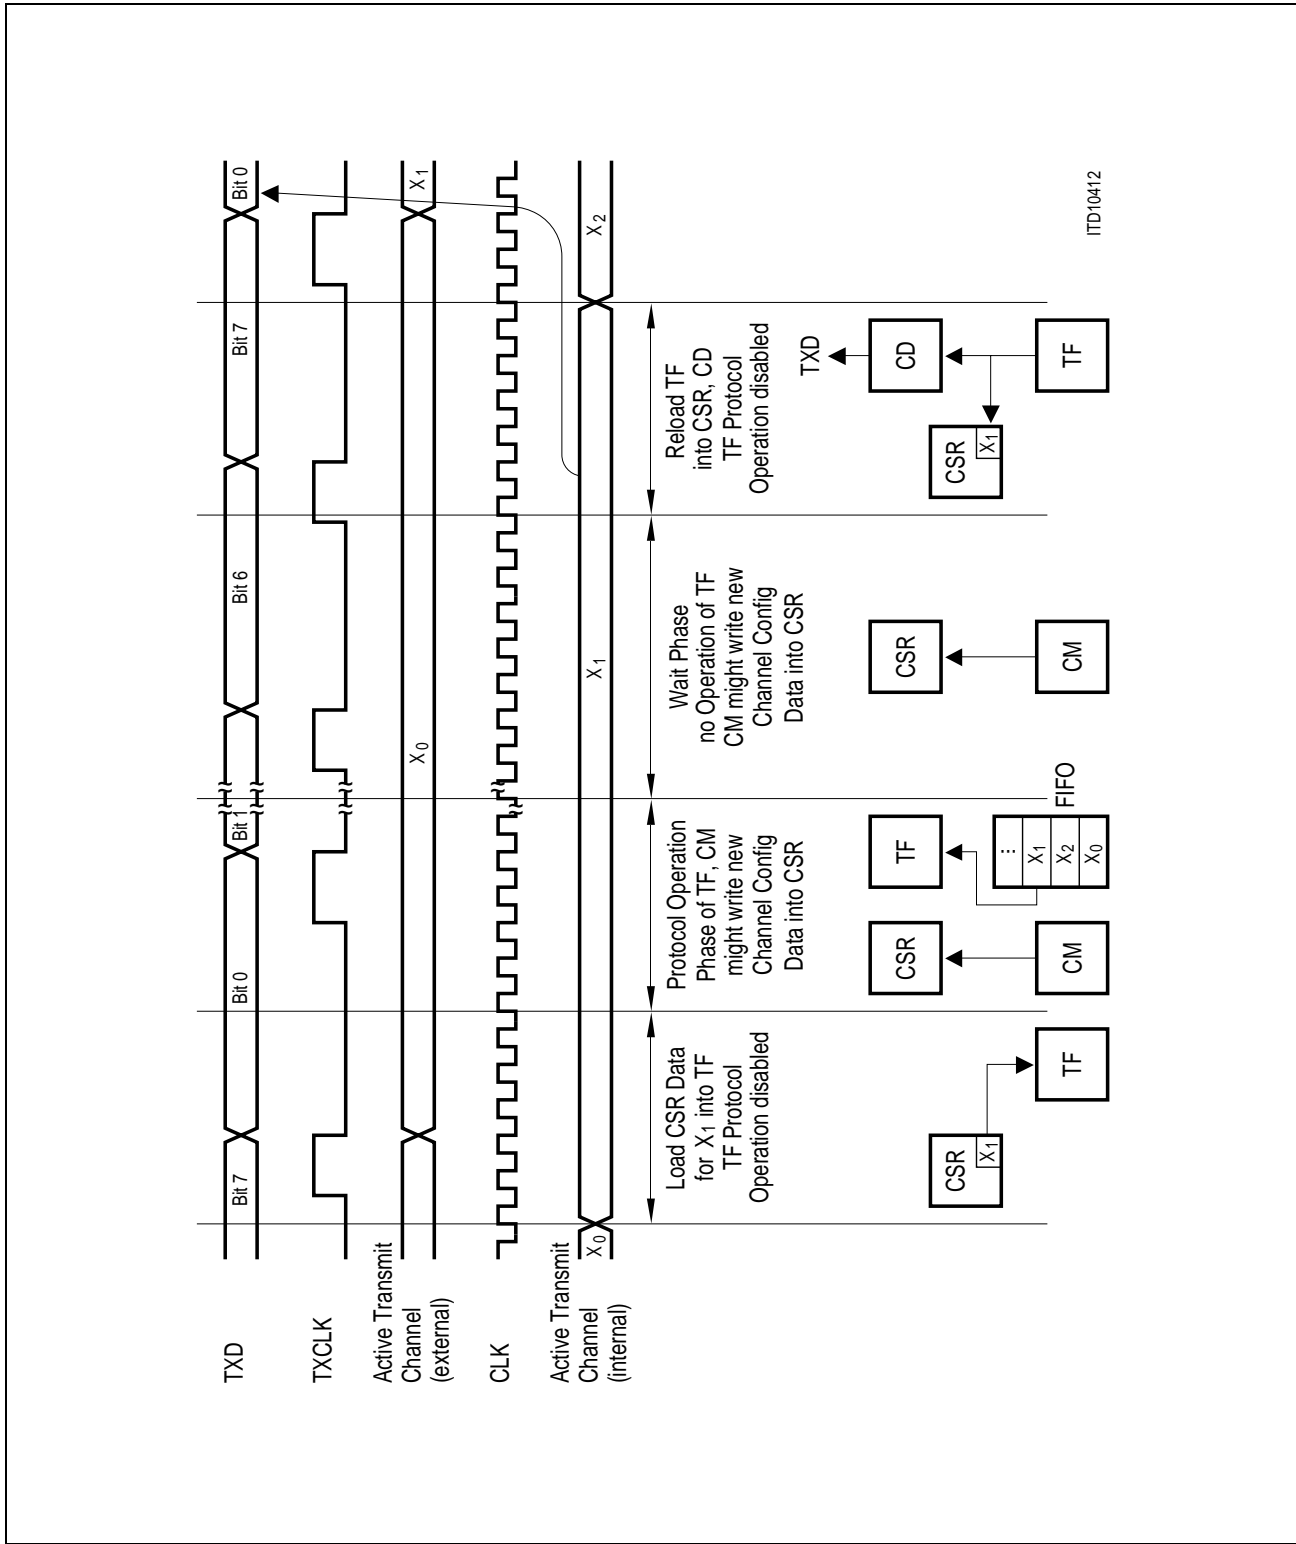 TXD
Bit 7
Bit 0
Bit 1
Bit 6
Bit 7
Bit 0
TXCLK
Active Transmit
Channel
(external)
X0
X1
CLK
Active Transmit
Channel
(internal)
X0
X1
X2
Load CSR Data
for X1 into TF
TF Protocol
Operation disabled
Protocol Operation
Phase of TF, CM
might write new
Channel Config
Data into CSR
Wait Phase
no Operation of TF
CM might write new
Channel Config
Data into CSR
Reload TF
into CSR, CD
TF Protocol
Operation disabled
CSR
X1
TF
CSR
CM
TF
⋮
X1
X2
X0
FIFO
CSR
CM
TXD
CD
CSR
X1
TF
ITD10412